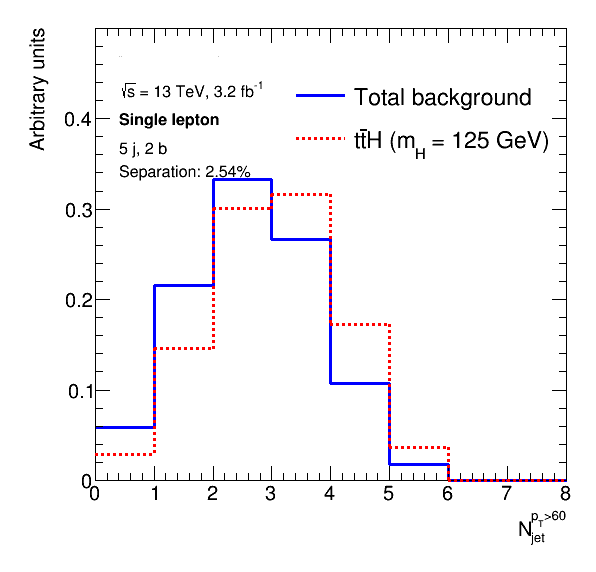 Arbitrary units
√s = 13 TeV, 3.2 fb⁻¹
Single lepton
5 j, 2 b
Separation: 2.54%
Total background
tt̄H (m_H = 125 GeV)
0.4
0.3
0.2
0.1
0
0 1 2 3 4 5 6 7 8
N_jet^{p_T>60}